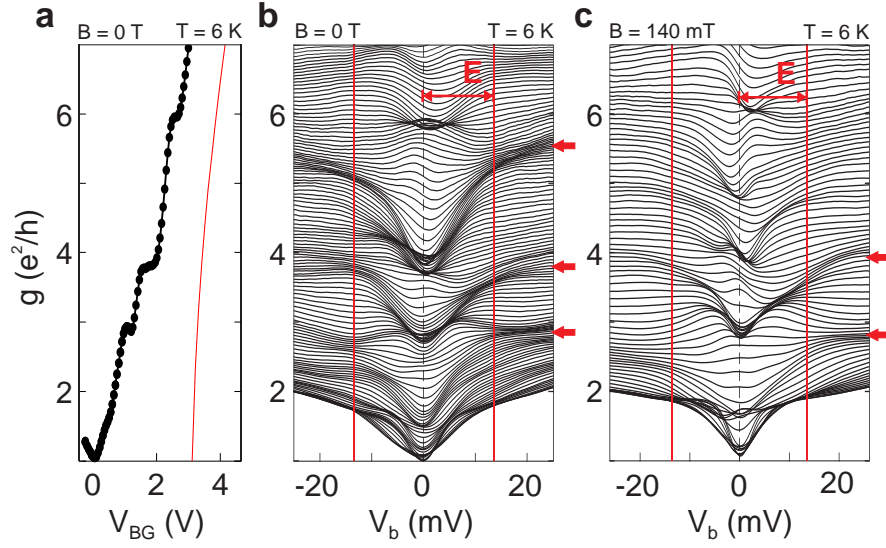 a
B = 0 T T = 6 K
g (e²/h)
6
4
2
0 2 4
V_BG (V)
b
B = 0 T T = 6 K
E
6
4
2
-20 0 20
V_b (mV)
c
B = 140 mT T = 6 K
E
6
4
2
-20 0 20
V_b (mV)